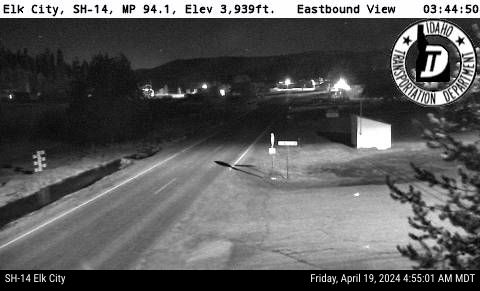 Elk City, SH-14, MP 94.1, Elev 3,939ft. Eastbound View 03:44:50
IDAHO
TRANSPORTATION DEPARTMENT
SH-14 Elk City Friday, April 19, 2024 4:55:01 AM MDT